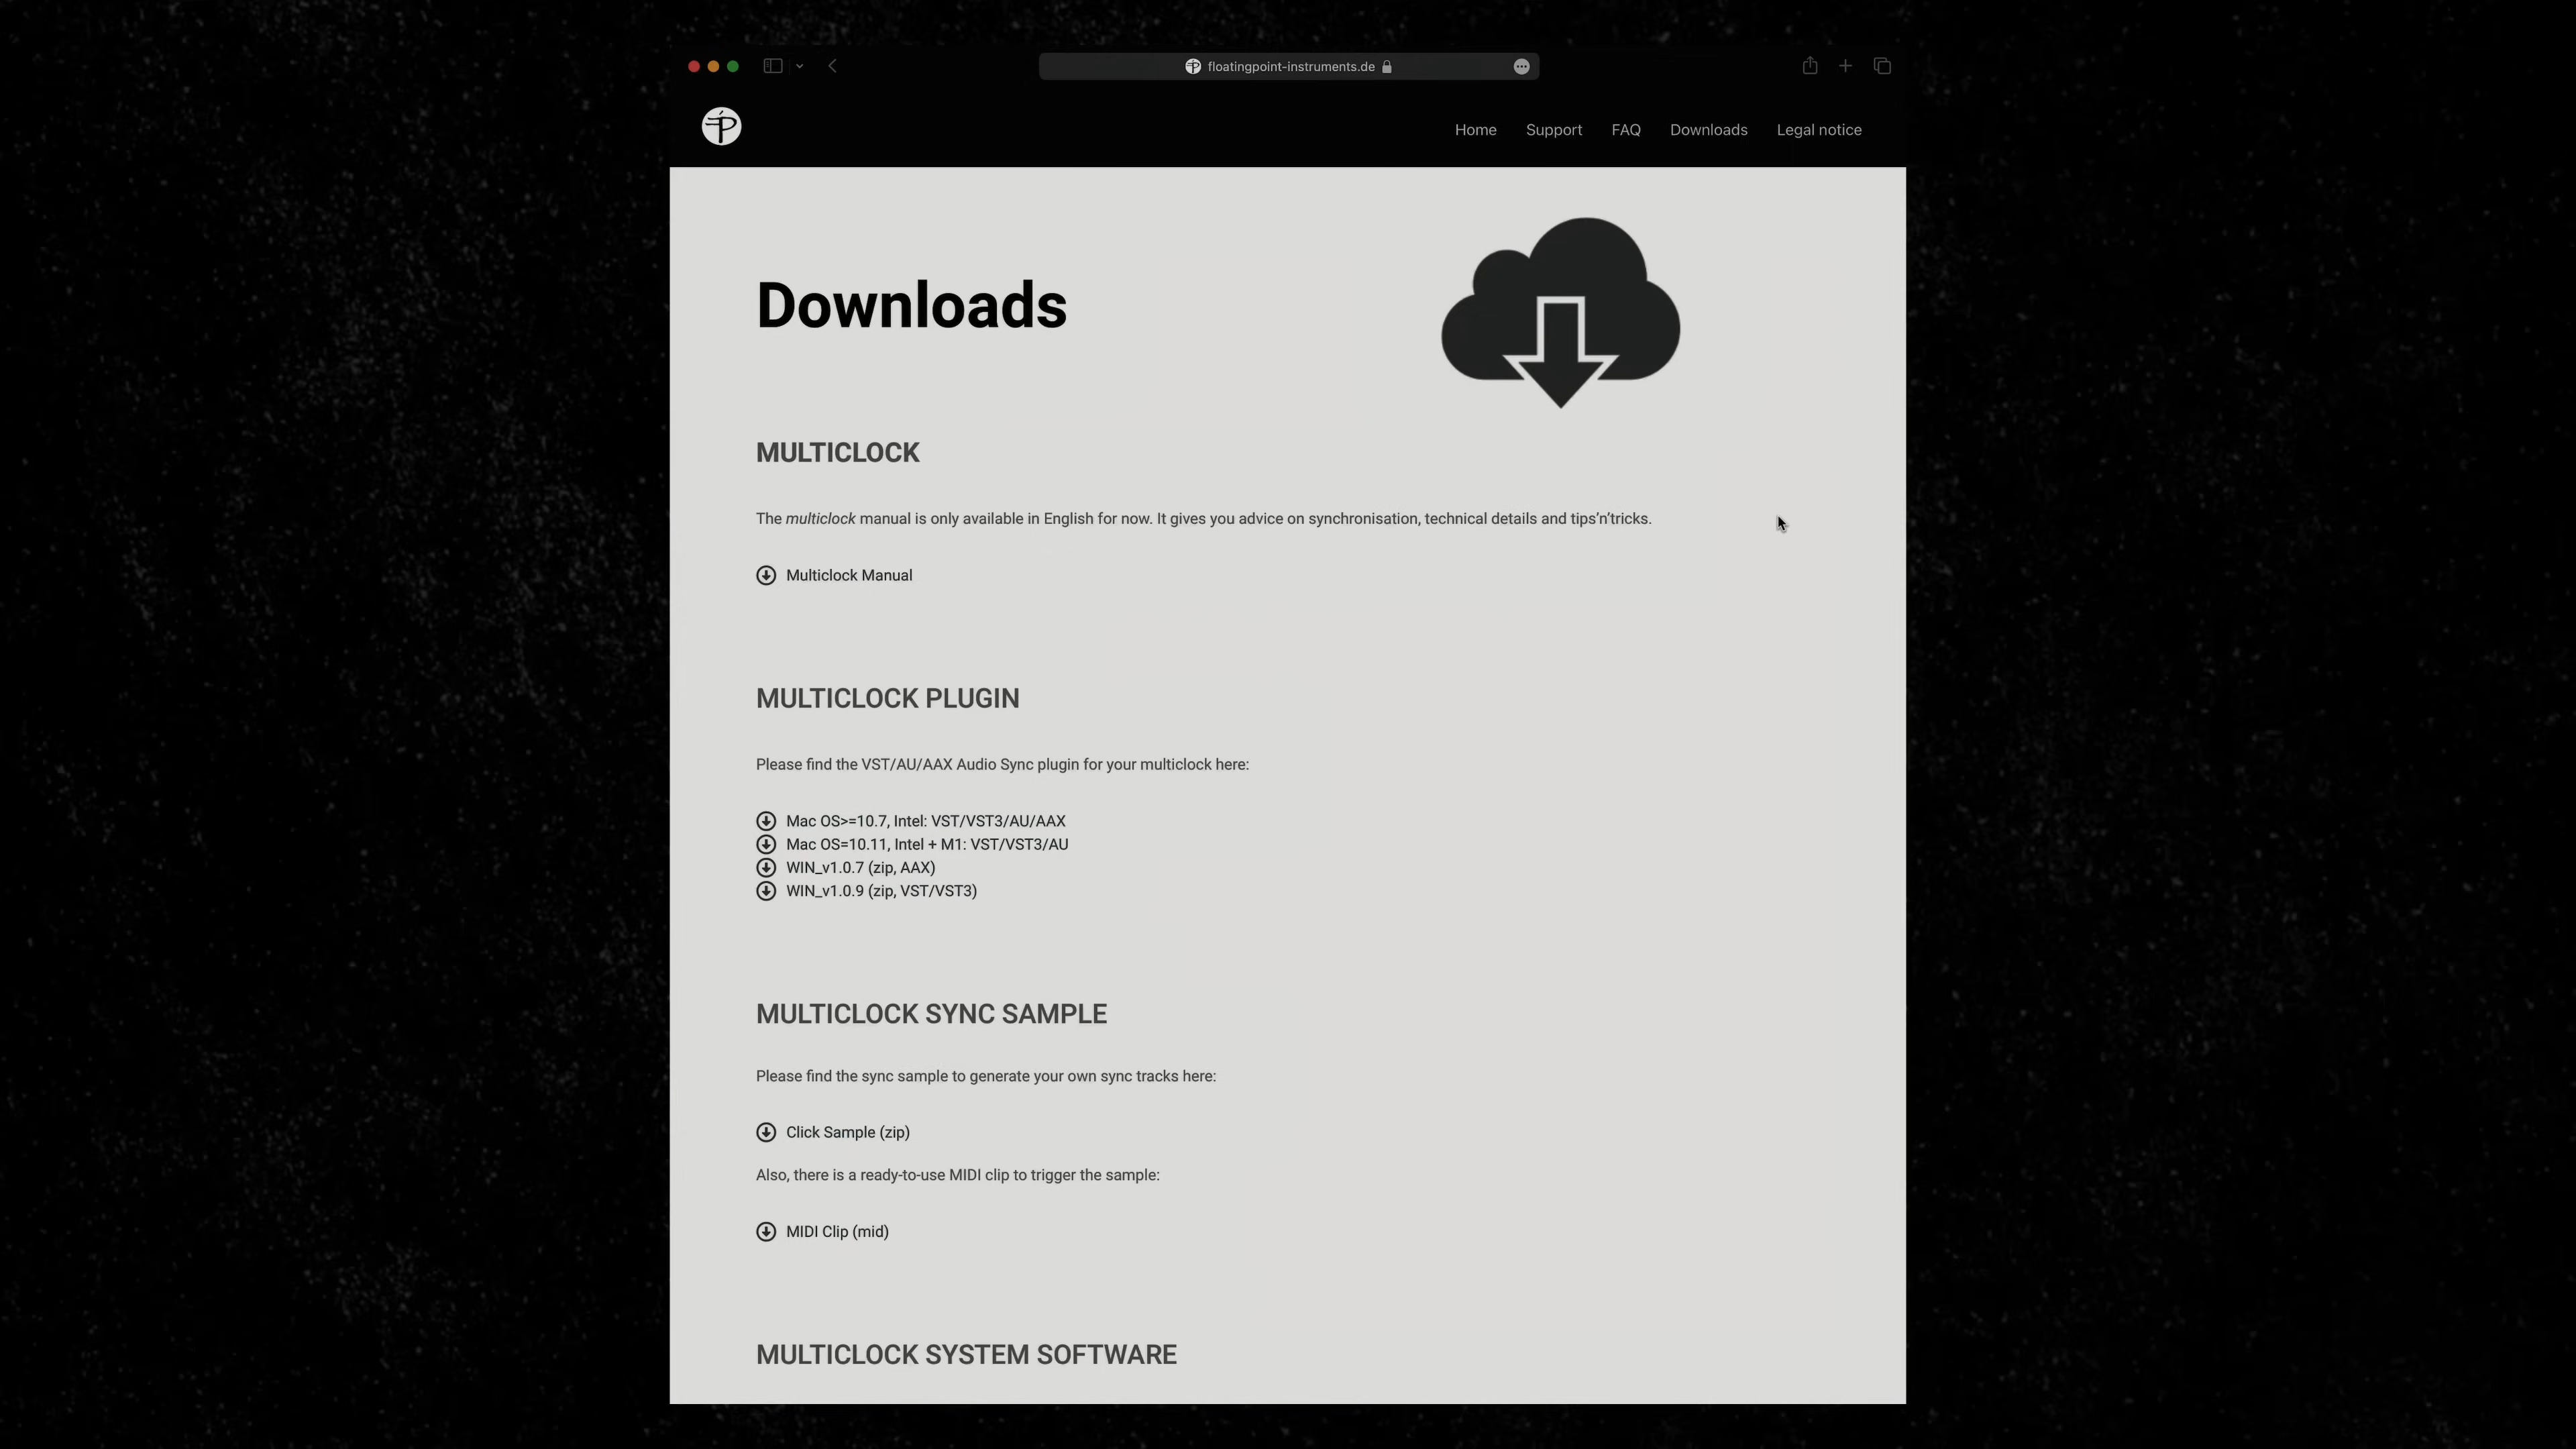 floatingpoint-instruments.de
Home Support FAQ Downloads Legal notice
Downloads
MULTICLOCK
The multiclock manual is only available in English for now. It gives you advice on synchronisation, technical details and tips'n'tricks.
Multiclock Manual
MULTICLOCK PLUGIN
Please find the VST/AU/AAX Audio Sync plugin for your multiclock here:
Mac OS>=10.7, Intel: VST/VST3/AU/AAX
Mac OS=10.11, Intel + M1: VST/VST3/AU
WIN_v1.0.7 (zip, AAX)
WIN_v1.0.9 (zip, VST/VST3)
MULTICLOCK SYNC SAMPLE
Please find the sync sample to generate your own sync tracks here:
Click Sample (zip)
Also, there is a ready-to-use MIDI clip to trigger the sample:
MIDI Clip (mid)
MULTICLOCK SYSTEM SOFTWARE